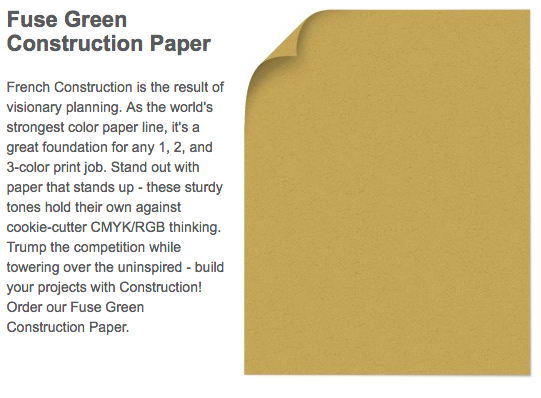 Fuse Green
Construction Paper
French Construction is the result of
visionary planning. As the world's
strongest color paper line, it's a
great foundation for any 1, 2, and
3-color print job. Stand out with
paper that stands up - these sturdy
tones hold their own against
cookie-cutter CMYK/RGB thinking.
Trump the competition while
towering over the uninspired - build
your projects with Construction!
Order our Fuse Green
Construction Paper.